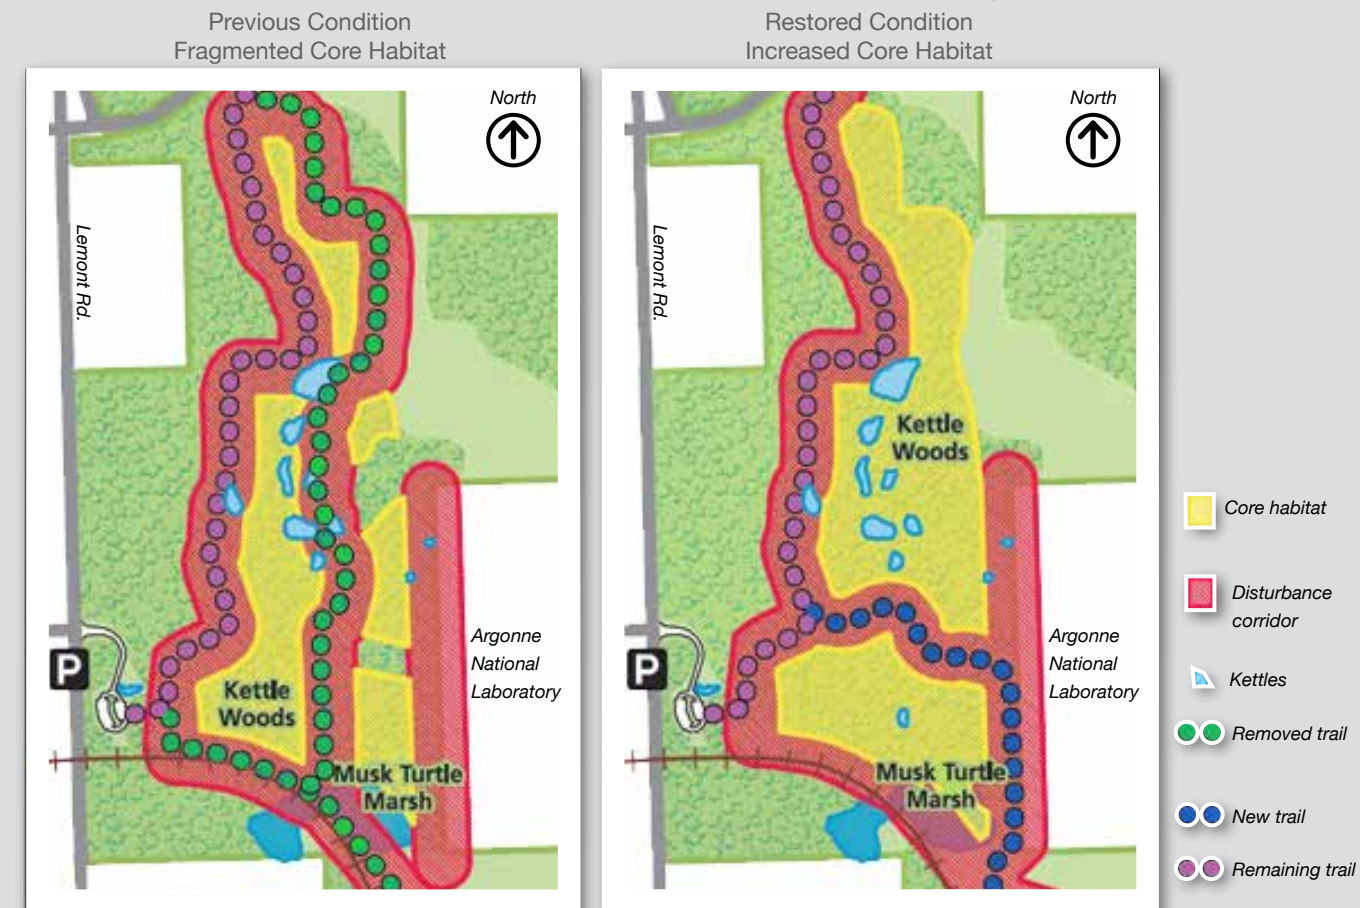 Previous Condition
Fragmented Core Habitat
Restored Condition
Increased Core Habitat
North
Lemont Rd.
P
Kettle
Woods
Argonne
National
Laboratory
Musk Turtle
Marsh
North
Lemont Rd.
P
Kettle
Woods
Argonne
National
Laboratory
Musk Turtle
Marsh
Core habitat
Disturbance
corridor
Kettles
Removed trail
New trail
Remaining trail